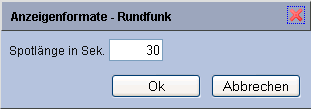 Anzeigenformate - Rundfunk
Spotlänge in Sek. 30
Ok Abbrechen